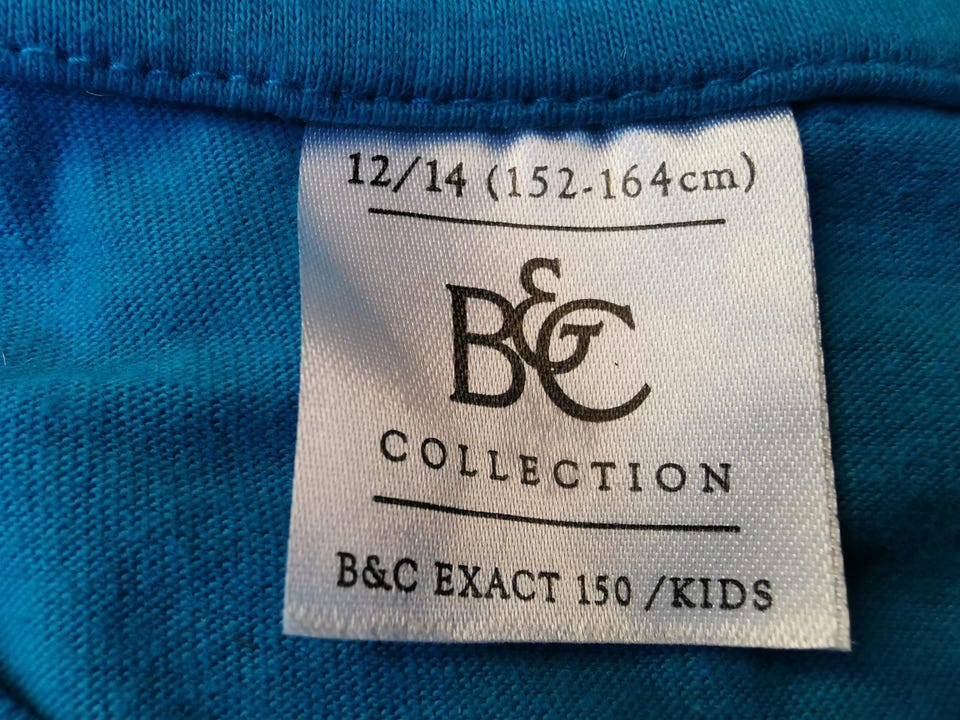 12/14 (152-164cm)
B&C
COLLECTION
B&C EXACT 150 /KIDS